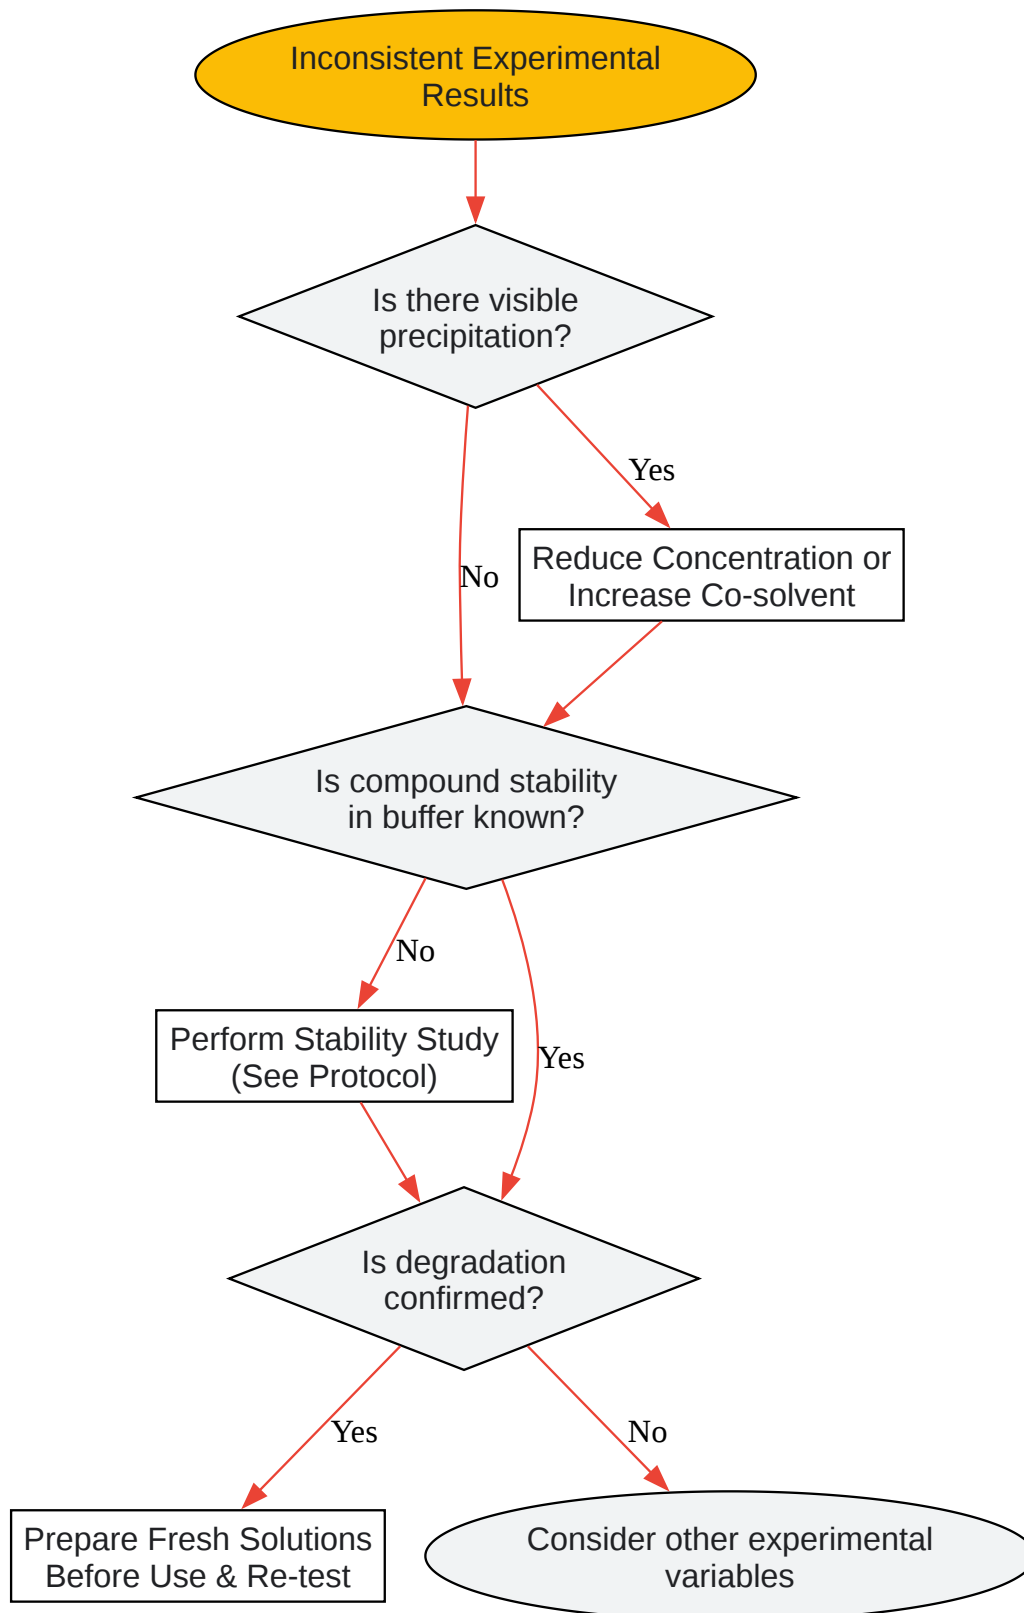 Inconsistent Experimental
Results
Is there visible
precipitation?
Yes
Reduce Concentration or
Increase Co-solvent
No
Is compound stability
in buffer known?
No
Perform Stability Study
(See Protocol)
Yes
Is degradation
confirmed?
Yes
No
Prepare Fresh Solutions
Before Use & Re-test
Consider other experimental
variables